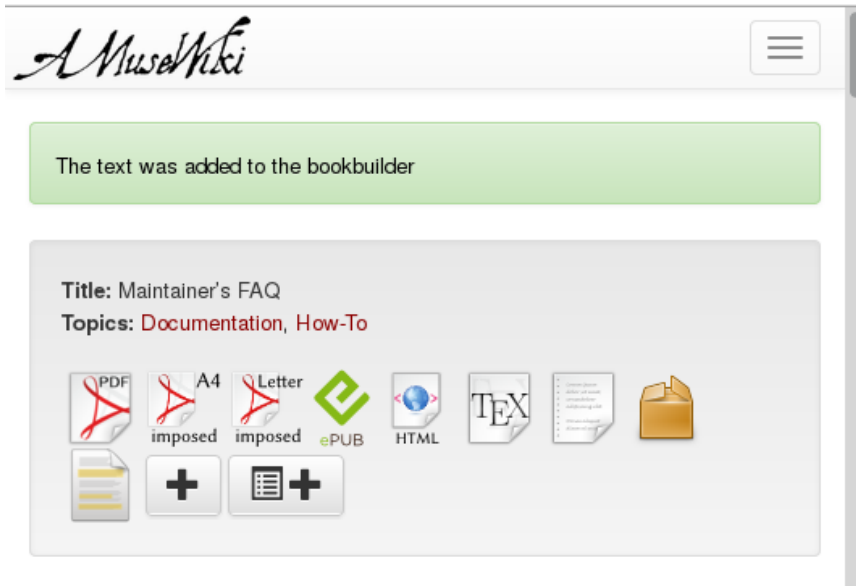 A MuseWiki
The text was added to the bookbuilder
Title: Maintainer's FAQ
Topics: Documentation, How-To
PDF
A4
imposed
Letter
imposed
ePUB
<>
HTML
TEX